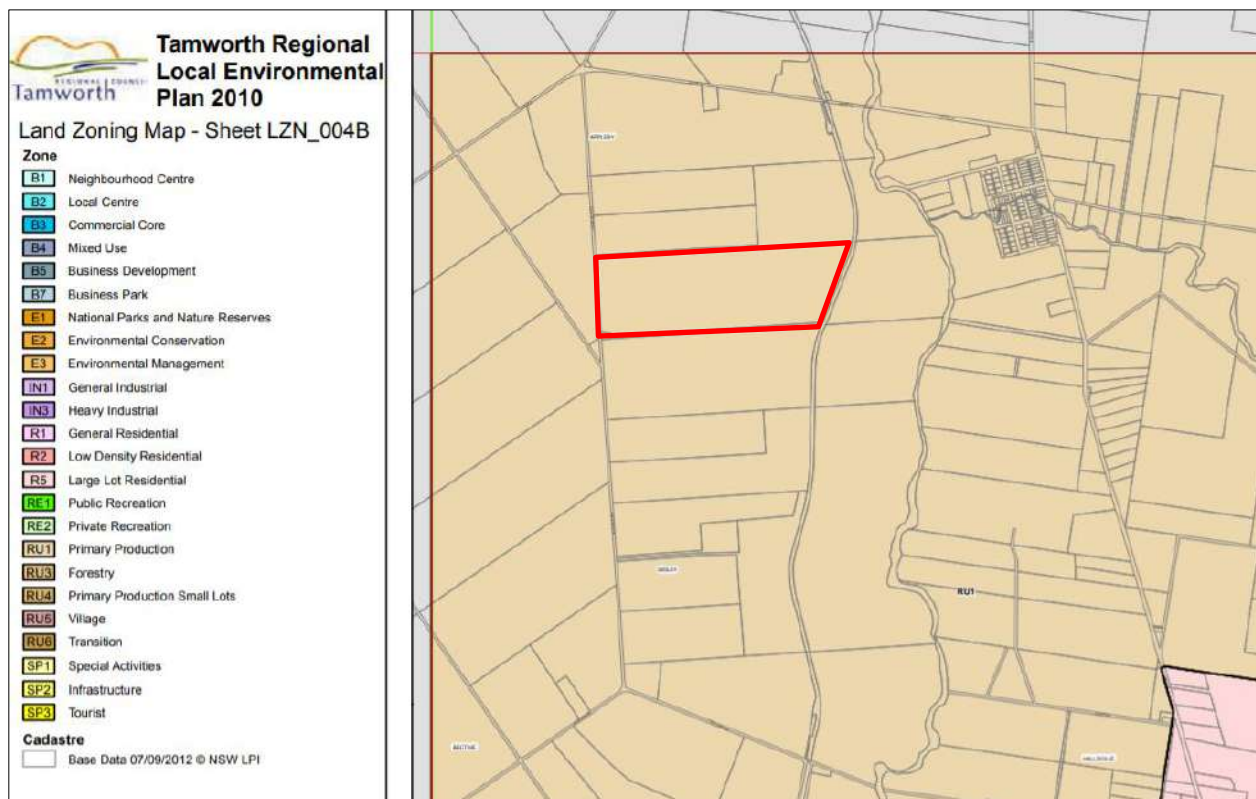 Tamworth Regional
Local Environmental
Plan 2010
REGIONAL COUNCIL
Tamworth
Land Zoning Map - Sheet LZN_004B
Zone
B1 Neighbourhood Centre
B2 Local Centre
B3 Commercial Core
B4 Mixed Use
B5 Business Development
B7 Business Park
E1 National Parks and Nature Reserves
E2 Environmental Conservation
E3 Environmental Management
IN1 General Industrial
IN3 Heavy Industrial
R1 General Residential
R2 Low Density Residential
R5 Large Lot Residential
RE1 Public Recreation
RE2 Private Recreation
RU1 Primary Production
RU3 Forestry
RU4 Primary Production Small Lots
RU5 Village
RU6 Transition
SP1 Special Activities
SP2 Infrastructure
SP3 Tourist
Cadastre
Base Data 07/09/2012 © NSW LPI
RU1